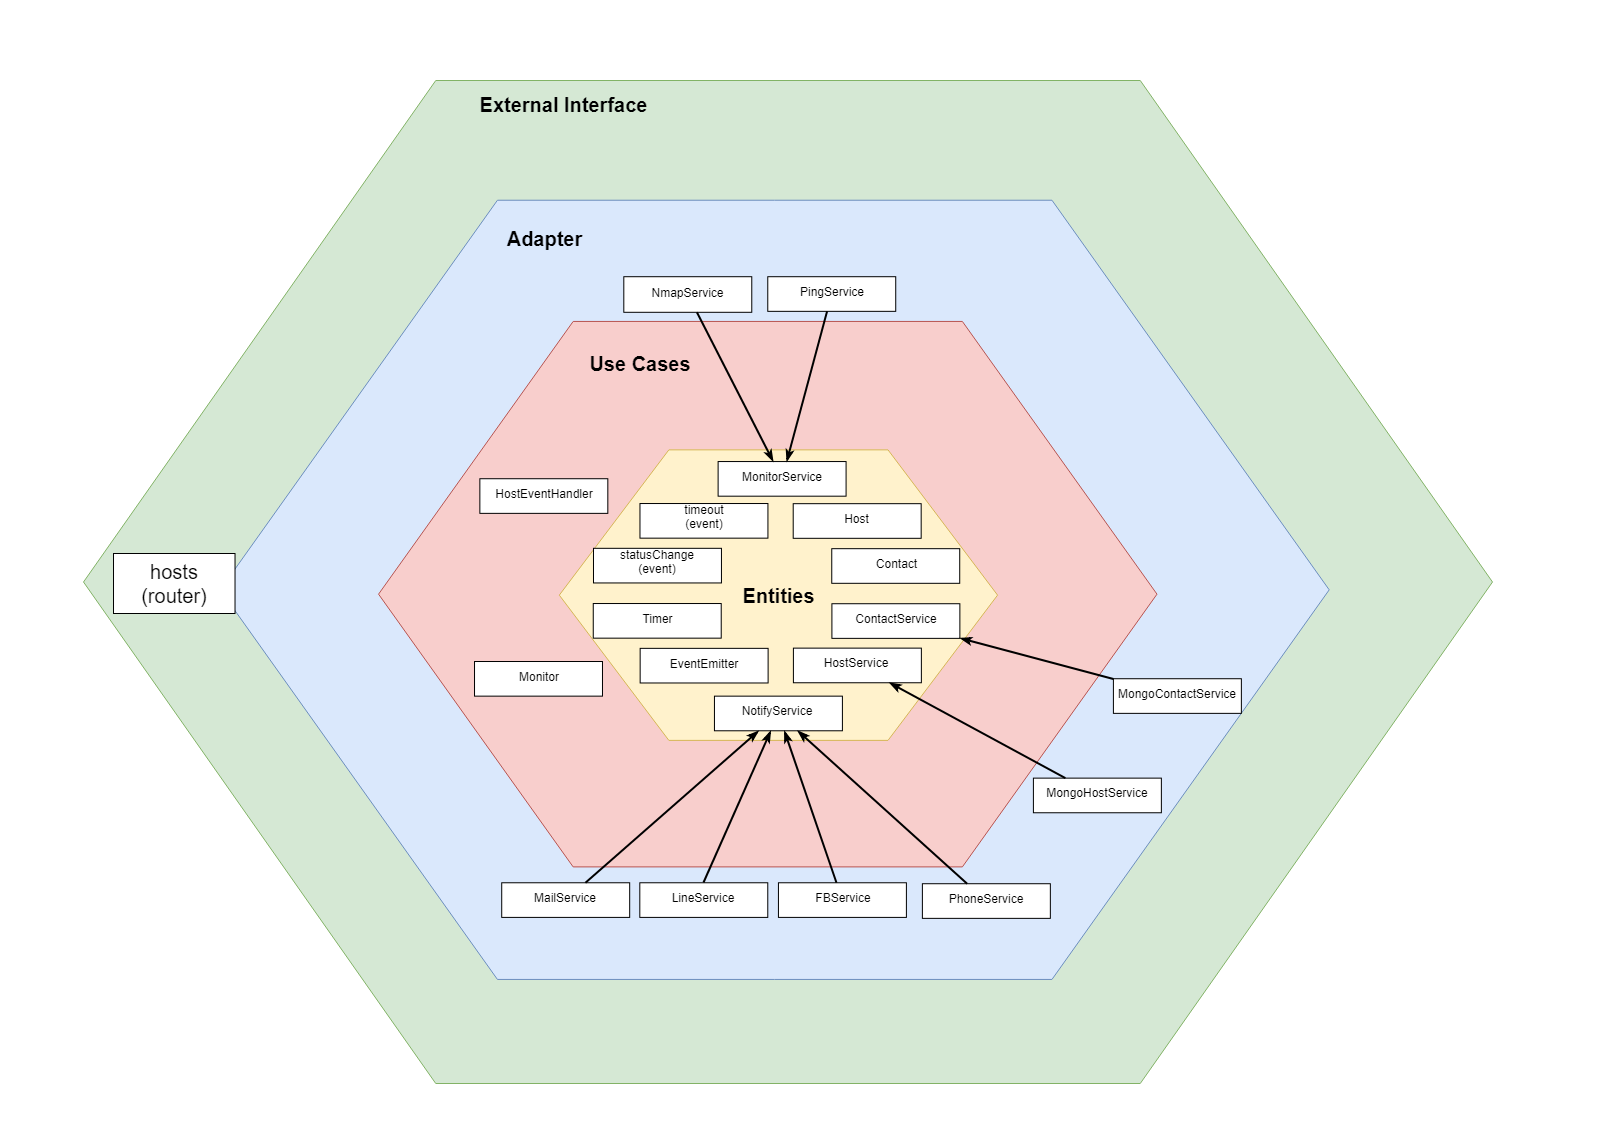 External Interface
Adapter
NmapService
PingService
Use Cases
MonitorService
HostEventHandler
timeout
(event)
Host
statusChange
(event)
Contact
hosts
(router)
Entities
Timer
ContactService
EventEmitter
HostService
Monitor
MongoContactService
NotifyService
MongoHostService
MailService
LineService
FBService
PhoneService